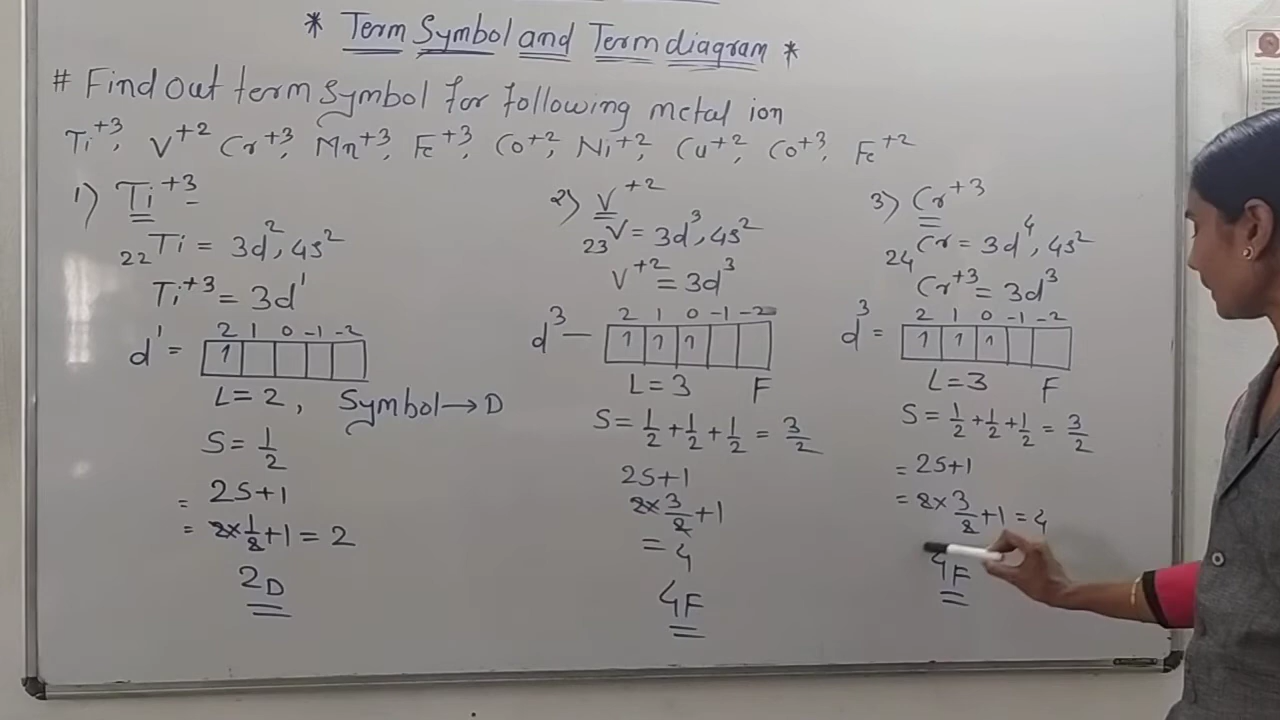 * Term Symbol and Term diagram *
# Find Out term Symbol for following metal ion
Ti+3, V+2 Cr+3, Mn+3, Fe+3, Co+2, Ni+2, Cu+2, Co+3, Fe+2
1) Ti+3
22Ti = 3d2, 4s2
Ti+3 = 3d1
2 1 0 -1 -2
d1 =
1
L=2, Symbol→D
S=1/2
= 2S+1
= 2×1/2+1=2
2D
2) V+2
23V=3d3, 4s2
V+2=3d3
2 1 0 -1 -2
d3 —
1 1 1
L=3 F
S=1/2+1/2+1/2=3/2
2S+1
2×3/2+1
=4
4F
3) Cr+3
24Cr=3d4, 4s2
Cr+3=3d3
2 1 0 -1 -2
d3 =
1 1 1
L=3 F
S=1/2+1/2+1/2=3/2
=2S+1
=2×3/2+1=4
4F